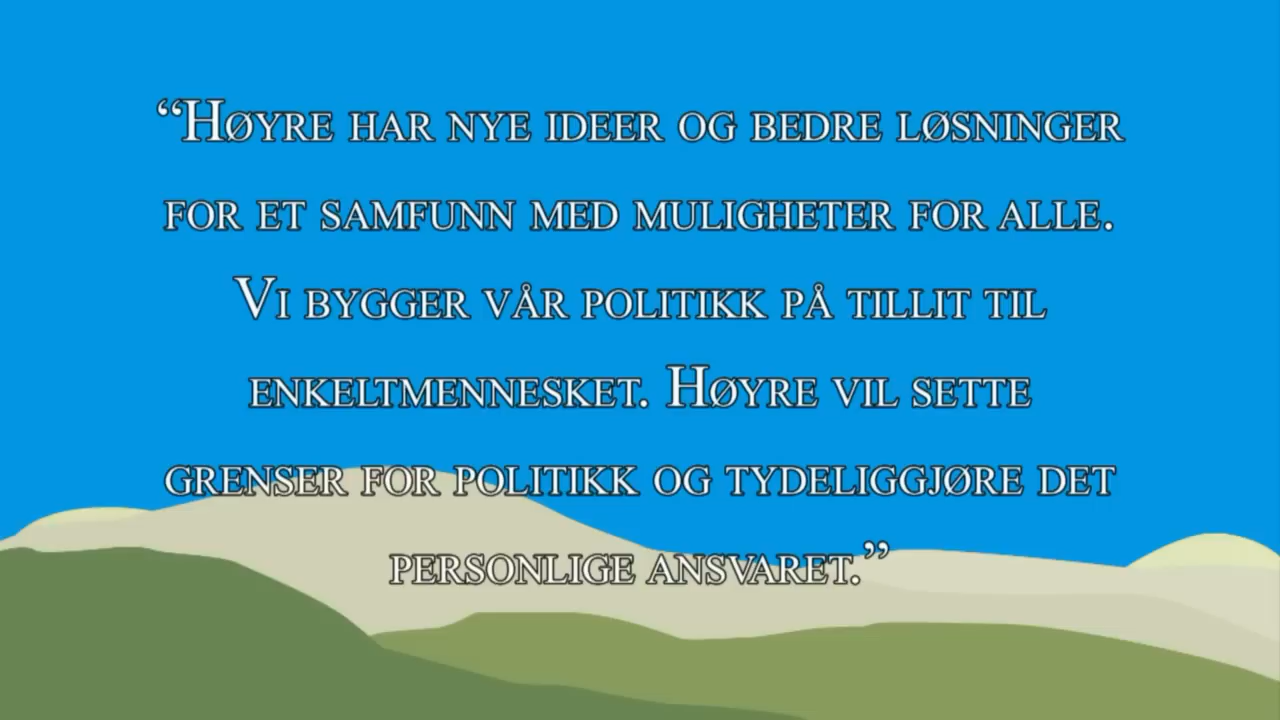 “Høyre har nye ideer og bedre løsninger
for et samfunn med muligheter for alle.
Vi bygger vår politikk på tillit til
enkeltmennesket. Høyre vil sette
grenser for politikk og tydeliggjøre det
personlige ansvaret.”